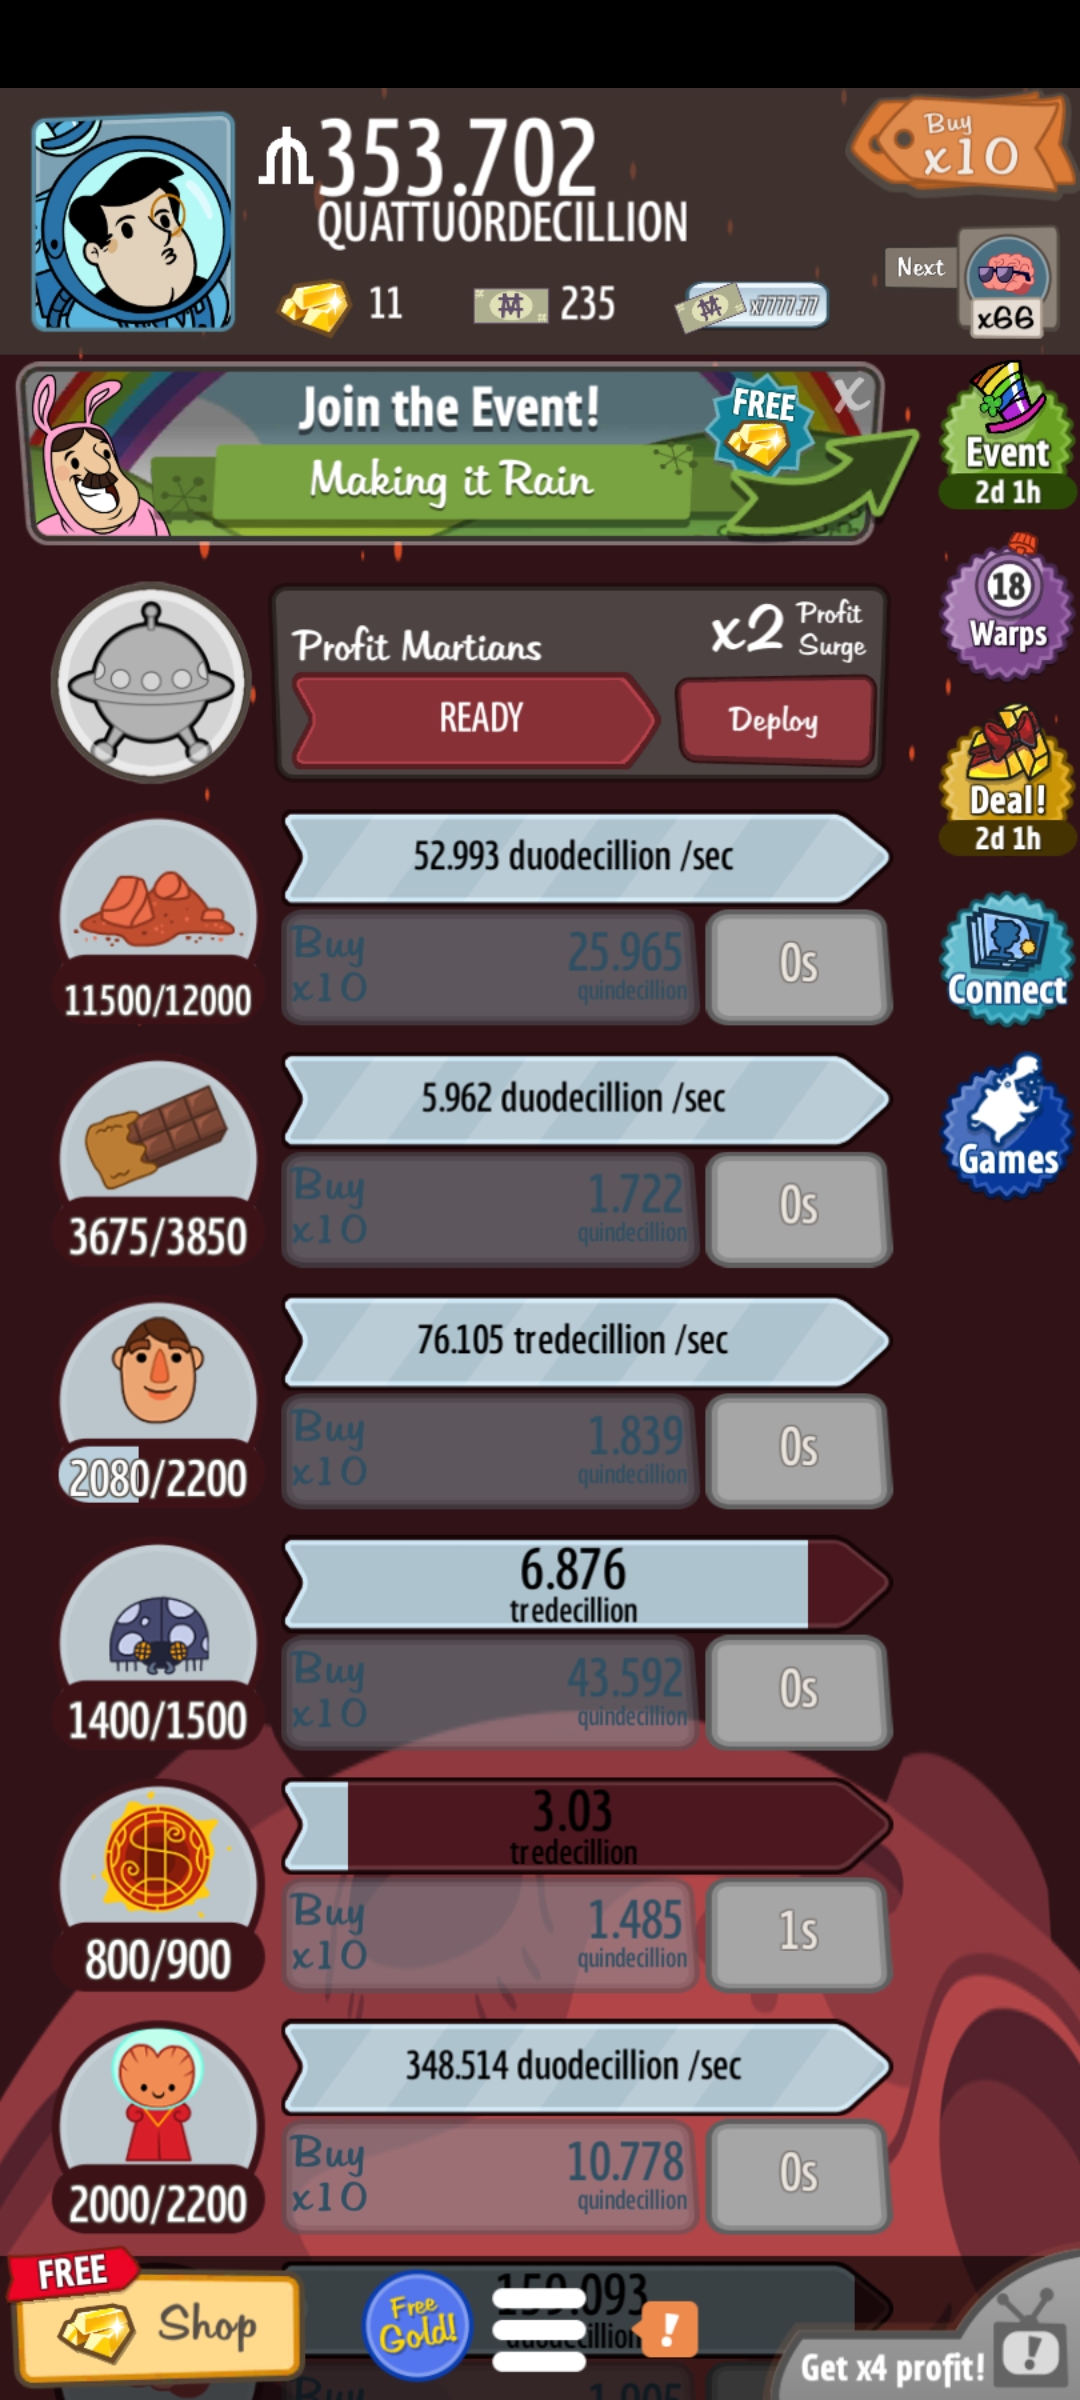 353.702
QUATTUORDECILLION
Buy
x10
11
235
x7777.77
Next
x66
Join the Event!
Making it Rain
FREE
X
Event
2d 1h
18
Warps
Profit Martians
x2 Profit
Surge
READY
Deploy
Deal!
2d 1h
52.993 duodecillion /sec
Buy
x10
25.965
quindecillion
0s
11500/12000
Connect
5.962 duodecillion /sec
Buy
x10
1.722
quindecillion
0s
3675/3850
Games
76.105 tredecillion /sec
Buy
x10
1.839
quindecillion
0s
2080/2200
6.876
tredecillion
Buy
x10
43.592
quindecillion
0s
1400/1500
3.03
tredecillion
Buy
x10
1.485
quindecillion
1s
800/900
348.514 duodecillion /sec
Buy
x10
10.778
quindecillion
0s
2000/2200
FREE
Shop
Free
Gold!
!
Get x4 profit!
!